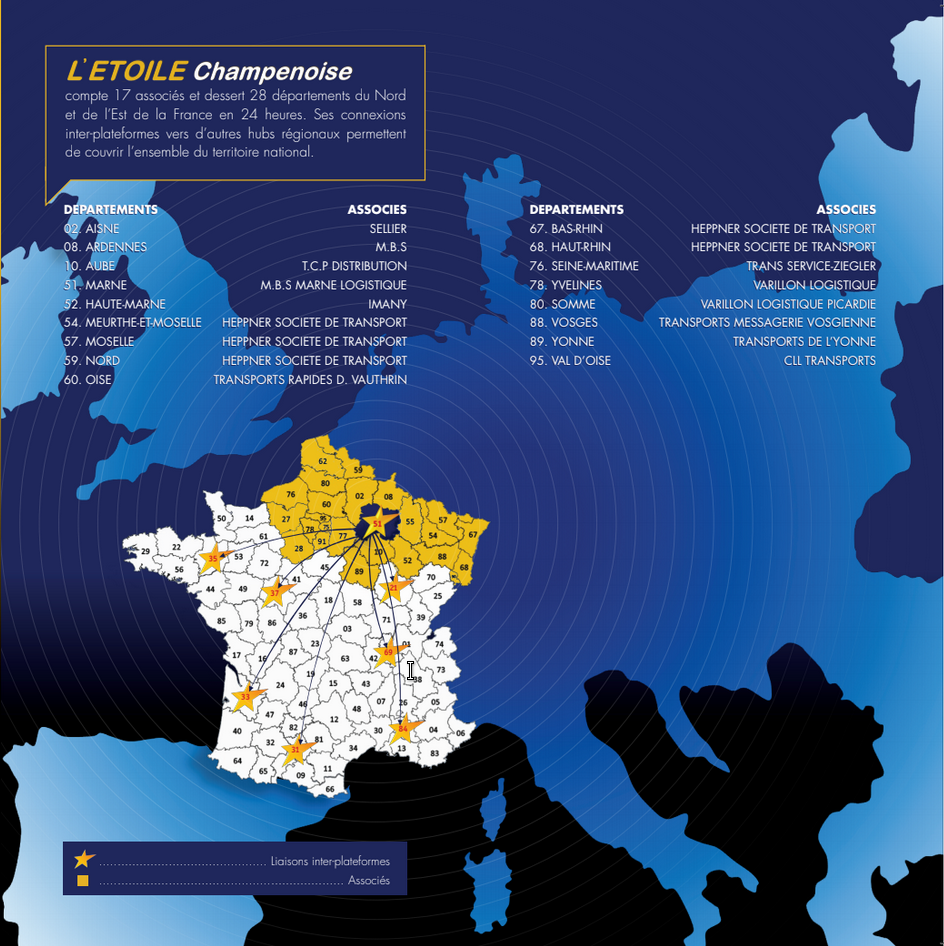 L'ETOILE Champenoise
compte 17 associés et dessert 28 départements du Nord
et de l'Est de la France en 24 heures. Ses connexions
inter-plateformes vers d'autres hubs régionaux permettent
de couvrir l'ensemble du territoire national.
DEPARTEMENTS ASSOCIES
02. AISNE SELLIER
08. ARDENNES M.B.S
10. AUBE T.C.P DISTRIBUTION
51. MARNE M.B.S MARNE LOGISTIQUE
52. HAUTE-MARNE IMANY
54. MEURTHE-ET-MOSELLE HEPPNER SOCIETE DE TRANSPORT
57. MOSELLE HEPPNER SOCIETE DE TRANSPORT
59. NORD HEPPNER SOCIETE DE TRANSPORT
60. OISE TRANSPORTS RAPIDES D. VAUTHRIN
DEPARTEMENTS ASSOCIES
67. BAS-RHIN HEPPNER SOCIETE DE TRANSPORT
68. HAUT-RHIN HEPPNER SOCIETE DE TRANSPORT
76. SEINE-MARITIME TRANS SERVICE-ZIEGLER
78. YVELINES VARILLON LOGISTIQUE
80. SOMME VARILLON LOGISTIQUE PICARDIE
88. VOSGES TRANSPORTS MESSAGERIE VOSGIENNE
89. YONNE TRANSPORTS DE L'YONNE
95. VAL D'OISE CLL TRANSPORTS
62
59
80
76 60 02 08
50 14 27 95 51 55 57
78 75 77 54 67
29 22 35 53 61 28 91 10 52 88
56 72 45 89 68
44 49 37 41 21 70
18 58 25
85 79 86 36 71 39
03
17 16 87 23 63 42 69 01 74
19 38 73
33 24 15 43
46 48 07 26 05
47 12
40 82 30 84 04 06
32 31 81 34 13 83
64 65 09 11
66
Liaisons inter-plateformes
Associés